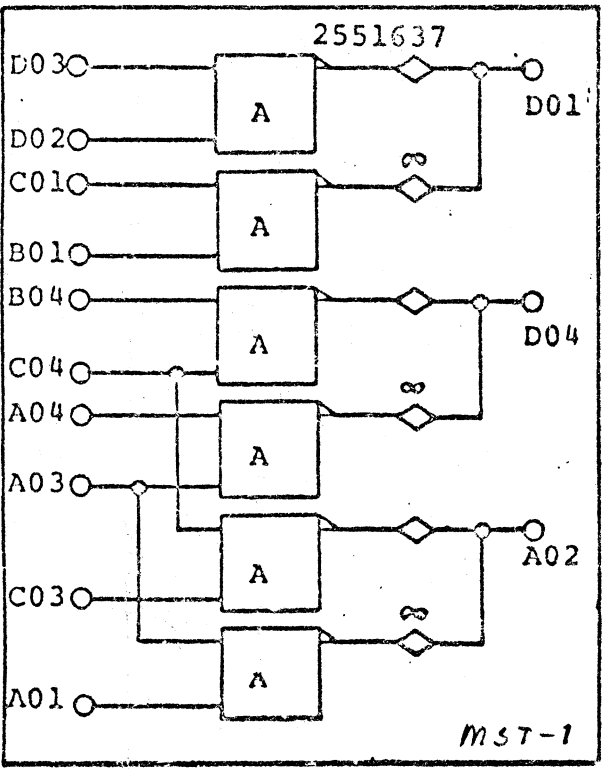 2551637
D03
D01
A
D02
C01
∞
A
B01
B04
D04
A
C04
∞
A04
A
A03
A02
A
C03
∞
A
A01
MST-1